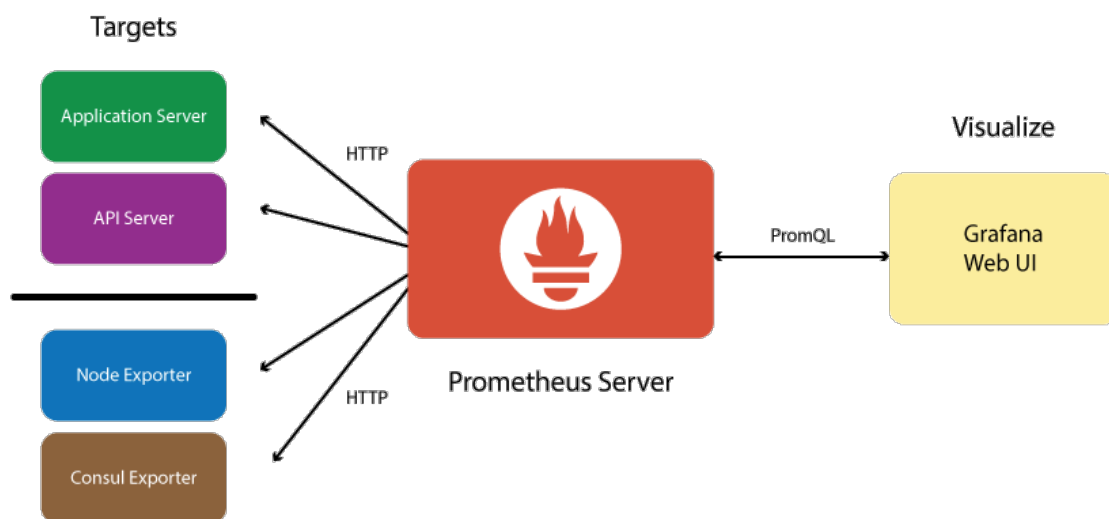 Targets
Application Server
API Server
Node Exporter
Consul Exporter
HTTP
HTTP
Prometheus Server
PromQL
Visualize
Grafana
Web UI